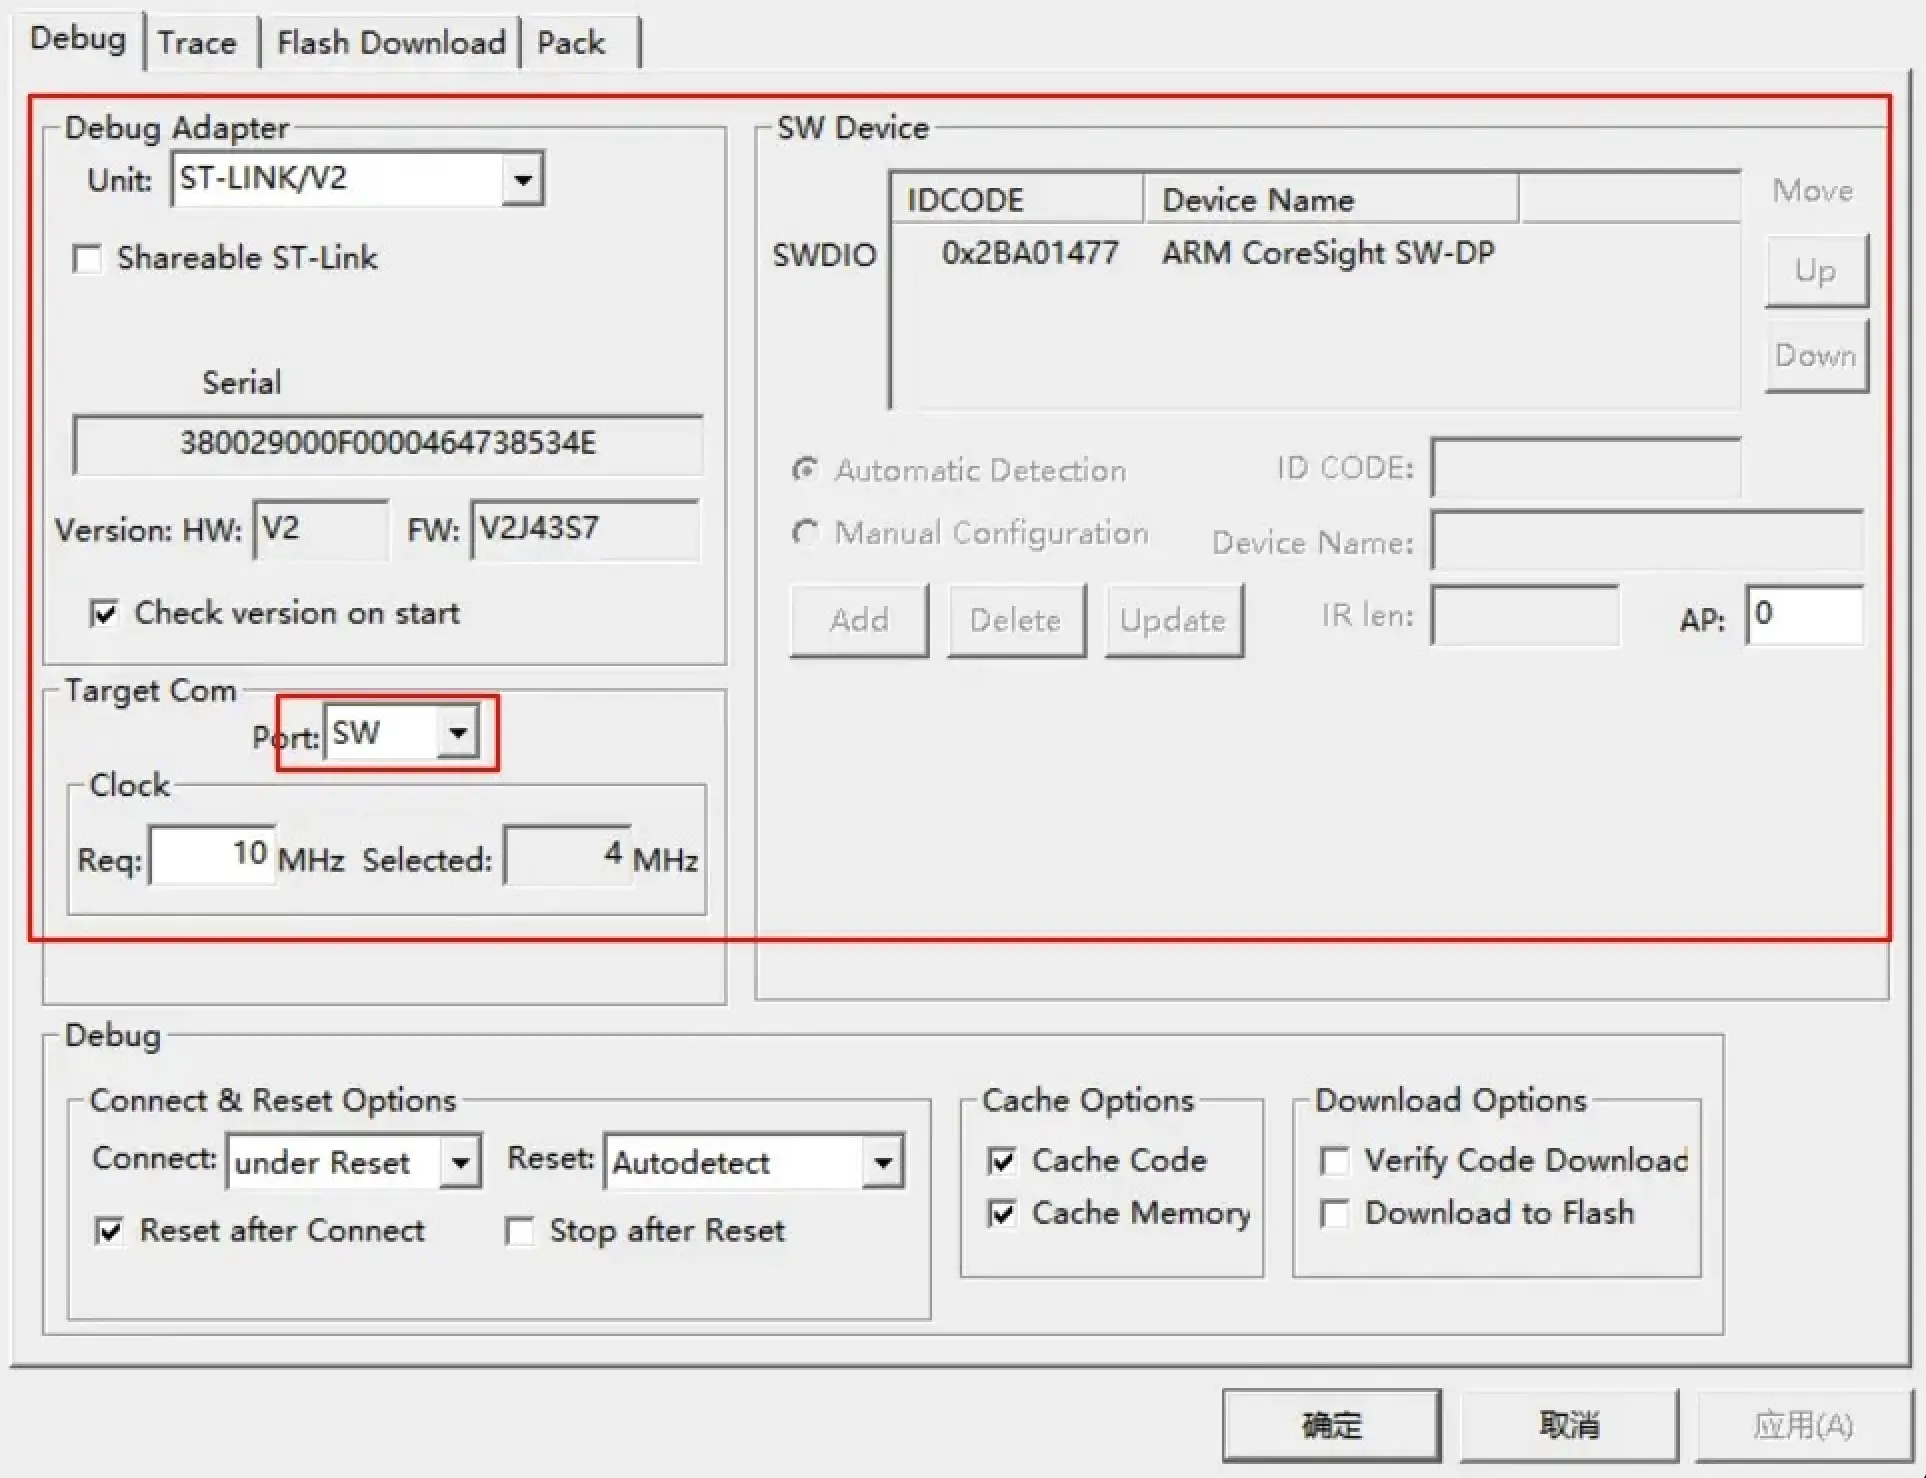 Debug Trace Flash Download Pack
Debug Adapter
Unit: ST-LINK/V2
Shareable ST-Link
Serial
380029000F0000464738534E
Version: HW: V2 FW: V2J43S7
Check version on start
Target Com
Port: SW
Clock
Req: 10 MHz Selected: 4 MHz
SW Device
IDCODE Device Name
SWDIO 0x2BA01477 ARM CoreSight SW-DP
Move
Up
Down
Automatic Detection ID CODE:
Manual Configuration Device Name:
Add Delete Update IR len: AP: 0
Debug
Connect & Reset Options
Connect: under Reset Reset: Autodetect
Reset after Connect Stop after Reset
Cache Options
Cache Code
Cache Memory
Download Options
Verify Code Download
Download to Flash
确定 取消 应用(A)